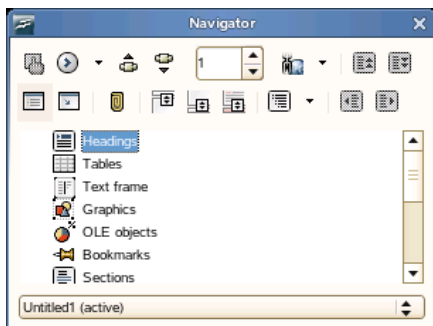 Navigator
1
Headings
Tables
Text frame
Graphics
OLE objects
Bookmarks
Sections
Untitled1 (active)